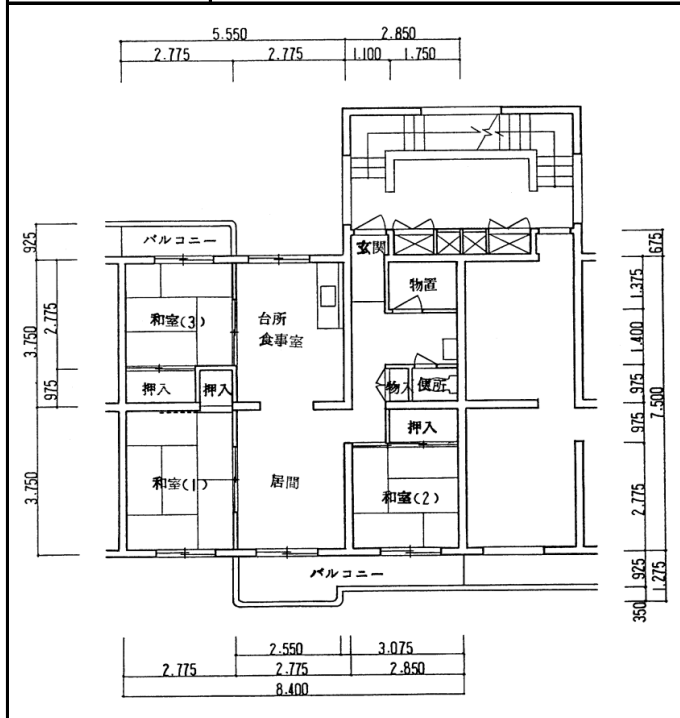 5.550
2.850
2.775
2.775
1.100
1.750
925
バルコニー
玄関
675
物置
1.375
3.750
2.775
和室(3)
台所
食事室
1.400
975
押入
押入
物入
便所
975
7.500
押入
975
3.750
和室(1)
居間
和室(2)
2.775
バルコニー
925
1.275
350
2.550
3.075
2.775
2.775
2.850
8.400